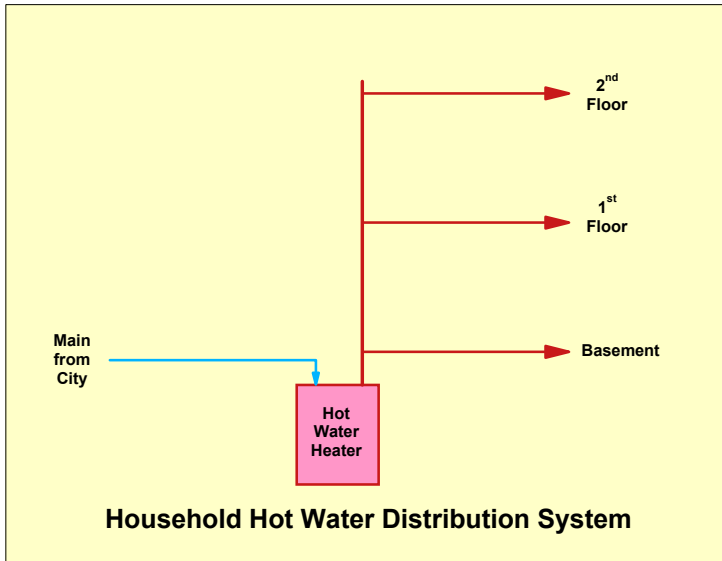 2nd
Floor
1st
Floor
Main
from
City
Basement
Hot
Water
Heater
Household Hot Water Distribution System